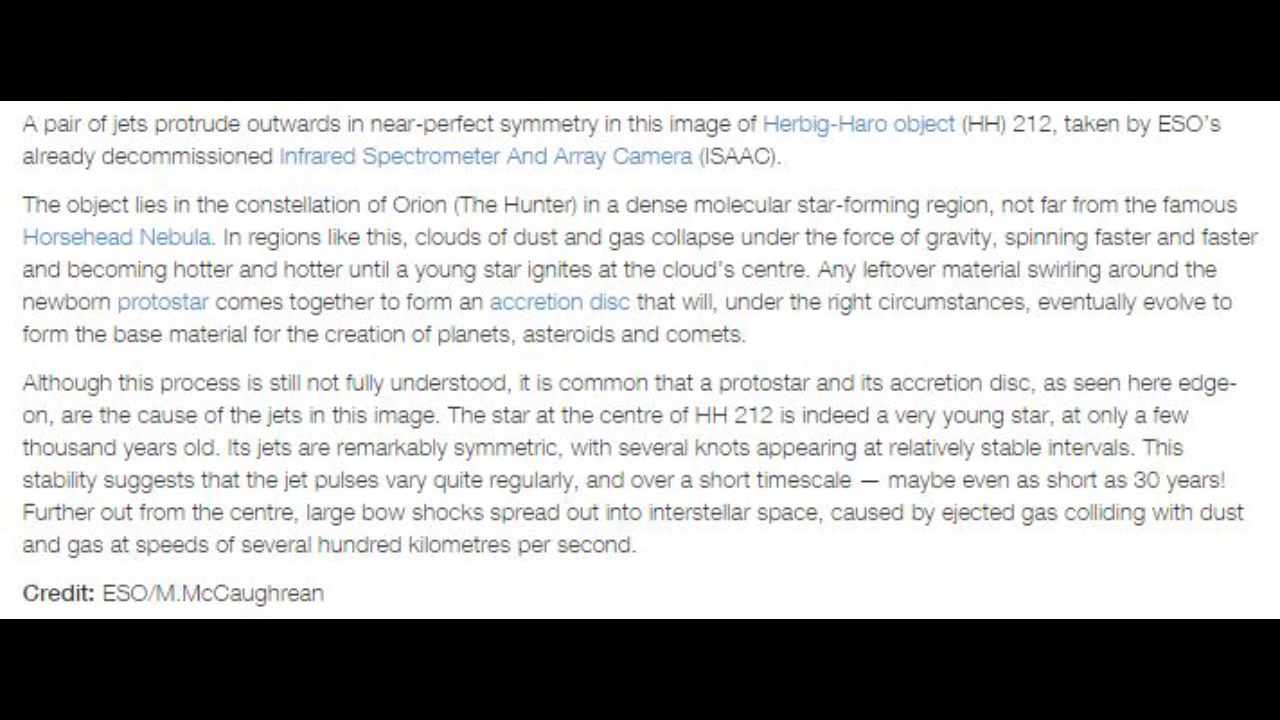 A pair of jets protrude outwards in near-perfect symmetry in this image of Herbig-Haro object (HH) 212, taken by ESO's
already decommissioned Infrared Spectrometer And Array Camera (ISAAC).
The object lies in the constellation of Orion (The Hunter) in a dense molecular star-forming region, not far from the famous
Horsehead Nebula. In regions like this, clouds of dust and gas collapse under the force of gravity, spinning faster and faster
and becoming hotter and hotter until a young star ignites at the cloud's centre. Any leftover material swirling around the
newborn protostar comes together to form an accretion disc that will, under the right circumstances, eventually evolve to
form the base material for the creation of planets, asteroids and comets.
Although this process is still not fully understood, it is common that a protostar and its accretion disc, as seen here edge-
on, are the cause of the jets in this image. The star at the centre of HH 212 is indeed a very young star, at only a few
thousand years old. Its jets are remarkably symmetric, with several knots appearing at relatively stable intervals. This
stability suggests that the jet pulses vary quite regularly, and over a short timescale — maybe even as short as 30 years!
Further out from the centre, large bow shocks spread out into interstellar space, caused by ejected gas colliding with dust
and gas at speeds of several hundred kilometres per second.
Credit: ESO/M.McCaughrean